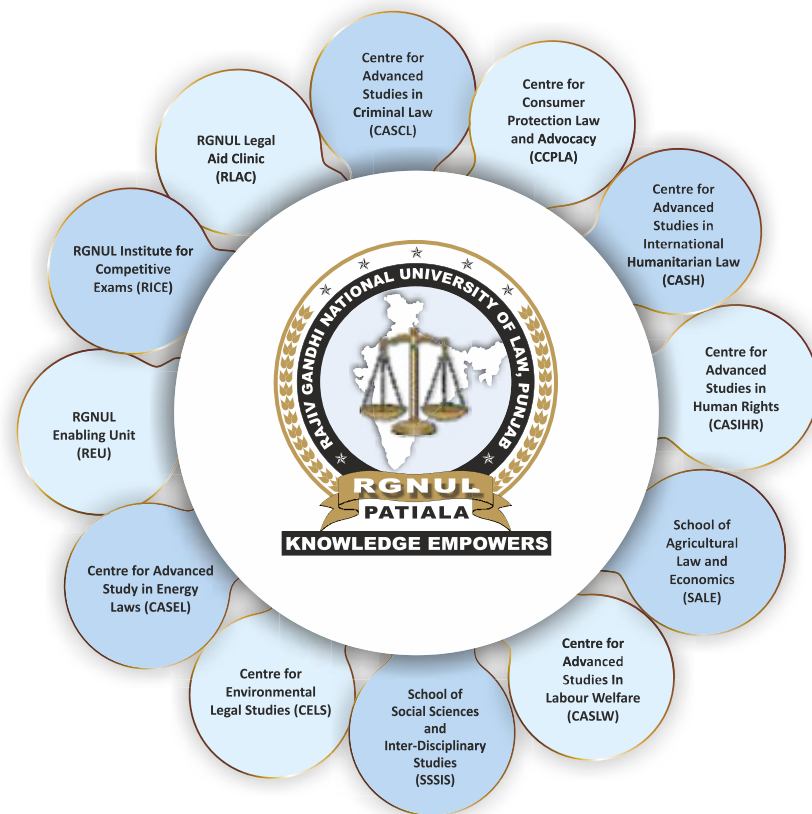 Centre for
Advanced
Studies in
Criminal Law
(CASCL)
Centre for
Consumer
Protection Law
and Advocacy
(CCPLA)
Centre for
Advanced
Studies in
International
Humanitarian Law
(CASH)
Centre for
Advanced
Studies in
Human Rights
(CASIHR)
School of
Agricultural
Law and
Economics
(SALE)
Centre for
Advanced
Studies In
Labour Welfare
(CASLW)
School of
Social Sciences
and
Inter-Disciplinary
Studies
(SSSIS)
Centre for
Environmental
Legal Studies (CELS)
Centre for Advanced
Study in Energy
Laws (CASEL)
RGNUL
Enabling Unit
(REU)
RGNUL Institute for
Competitive
Exams (RICE)
RGNUL Legal
Aid Clinic
(RLAC)
RAJIV GANDHI NATIONAL UNIVERSITY OF LAW, PUNJAB
RGNUL
PATIALA
KNOWLEDGE EMPOWERS